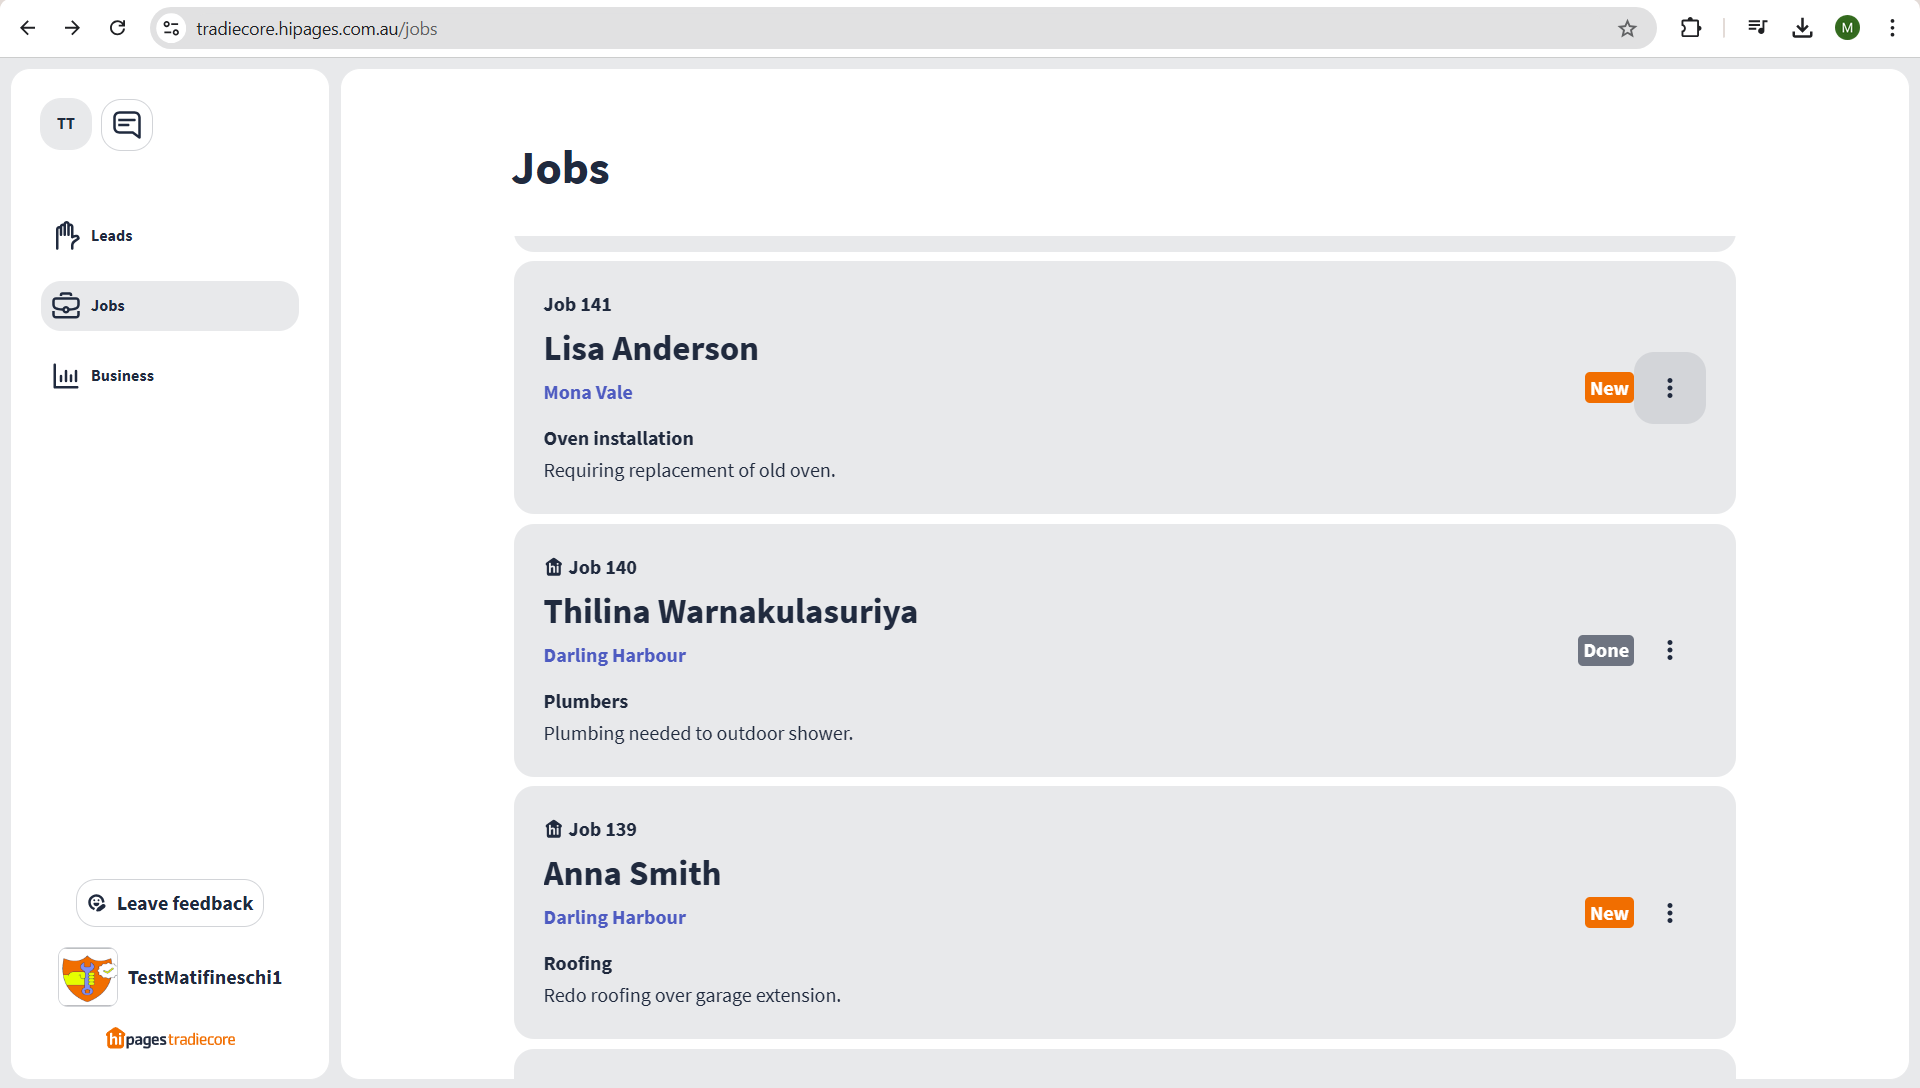 tradiecore.hipages.com.au/jobs
M
TT
Leads
Jobs
Business
Leave feedback
TestMatifineschi1
hipages tradiecore
Jobs
Job 141
Lisa Anderson
Mona Vale
New
Oven installation
Requiring replacement of old oven.
hi Job 140
Thilina Warnakulasuriya
Darling Harbour
Done
Plumbers
Plumbing needed to outdoor shower.
hi Job 139
Anna Smith
Darling Harbour
New
Roofing
Redo roofing over garage extension.